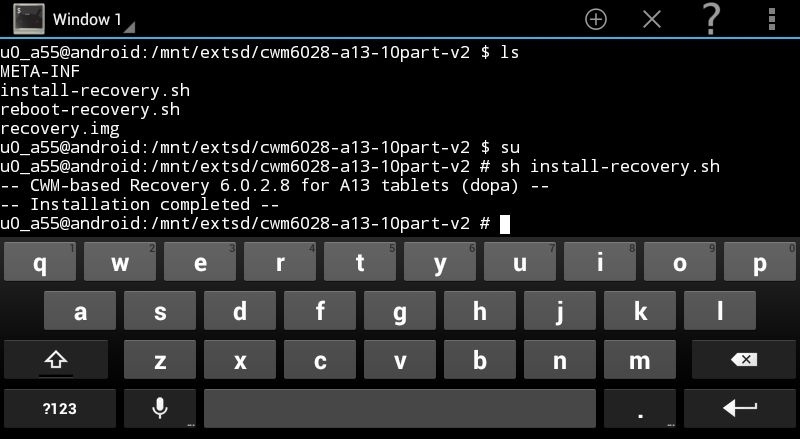 Window 1
u0_a55@android:/mnt/extsd/cwm6028-a13-10part-v2 $ ls
META-INF
install-recovery.sh
reboot-recovery.sh
recovery.img
u0_a55@android:/mnt/extsd/cwm6028-a13-10part-v2 $ su
u0_a55@android:/mnt/extsd/cwm6028-a13-10part-v2 # sh install-recovery.sh
-- CWM-based Recovery 6.0.2.8 for A13 tablets (dopa) --
-- Installation completed --
u0_a55@android:/mnt/extsd/cwm6028-a13-10part-v2 #
1 2 3 4 5 6 7 8 9 0
q w e r t y u i o p
a s d f g h j k l
z x c v b n m
?123 . ...